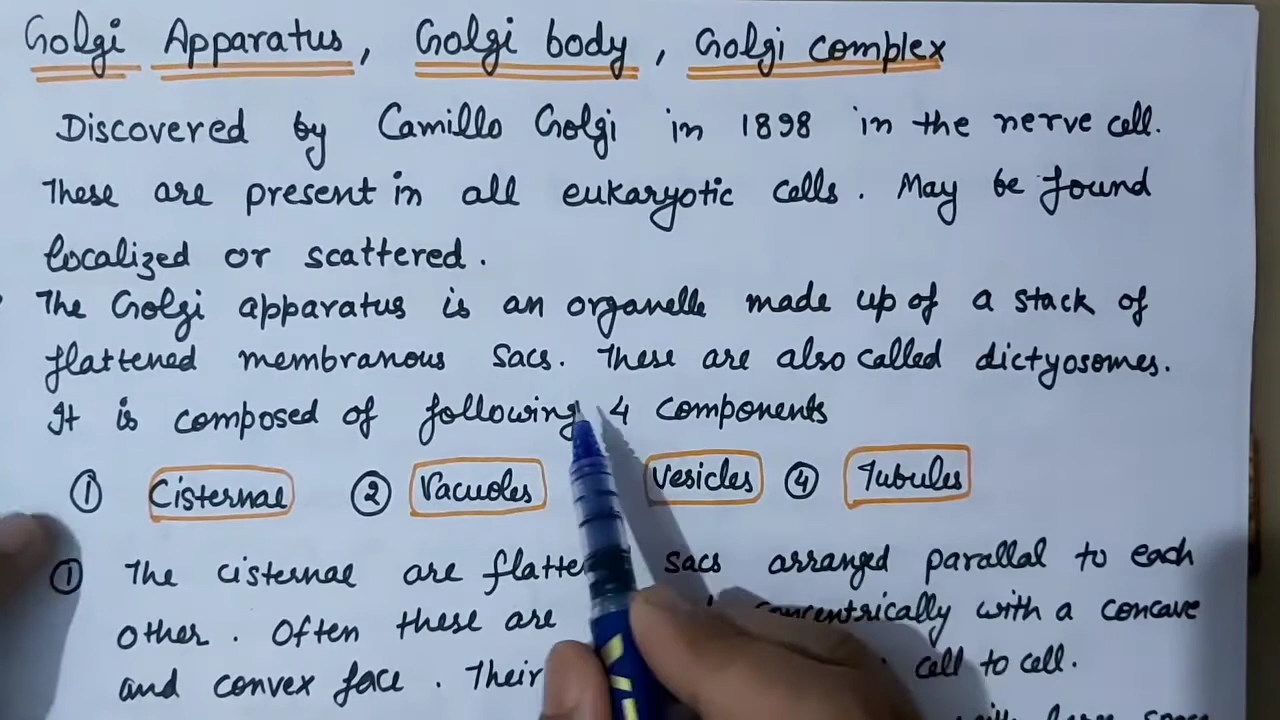 Golgi Apparatus, Golgi body, Golgi complex
Discovered by Camillo Golgi in 1898 in the nerve cell.
These are present in all eukaryotic cells. May be found
localized or scattered.
The Golgi apparatus is an organelle made up of a stack of
flattened membranous sacs. These are also called dictyosomes.
It is composed of following 4 components
① Cisternae ② Vacuoles Vesicles ④ Tubules
① The cisternae are sacs arranged parallal to each
other. Often these are concentrically with a concave
and convex face. Their cell to cell.